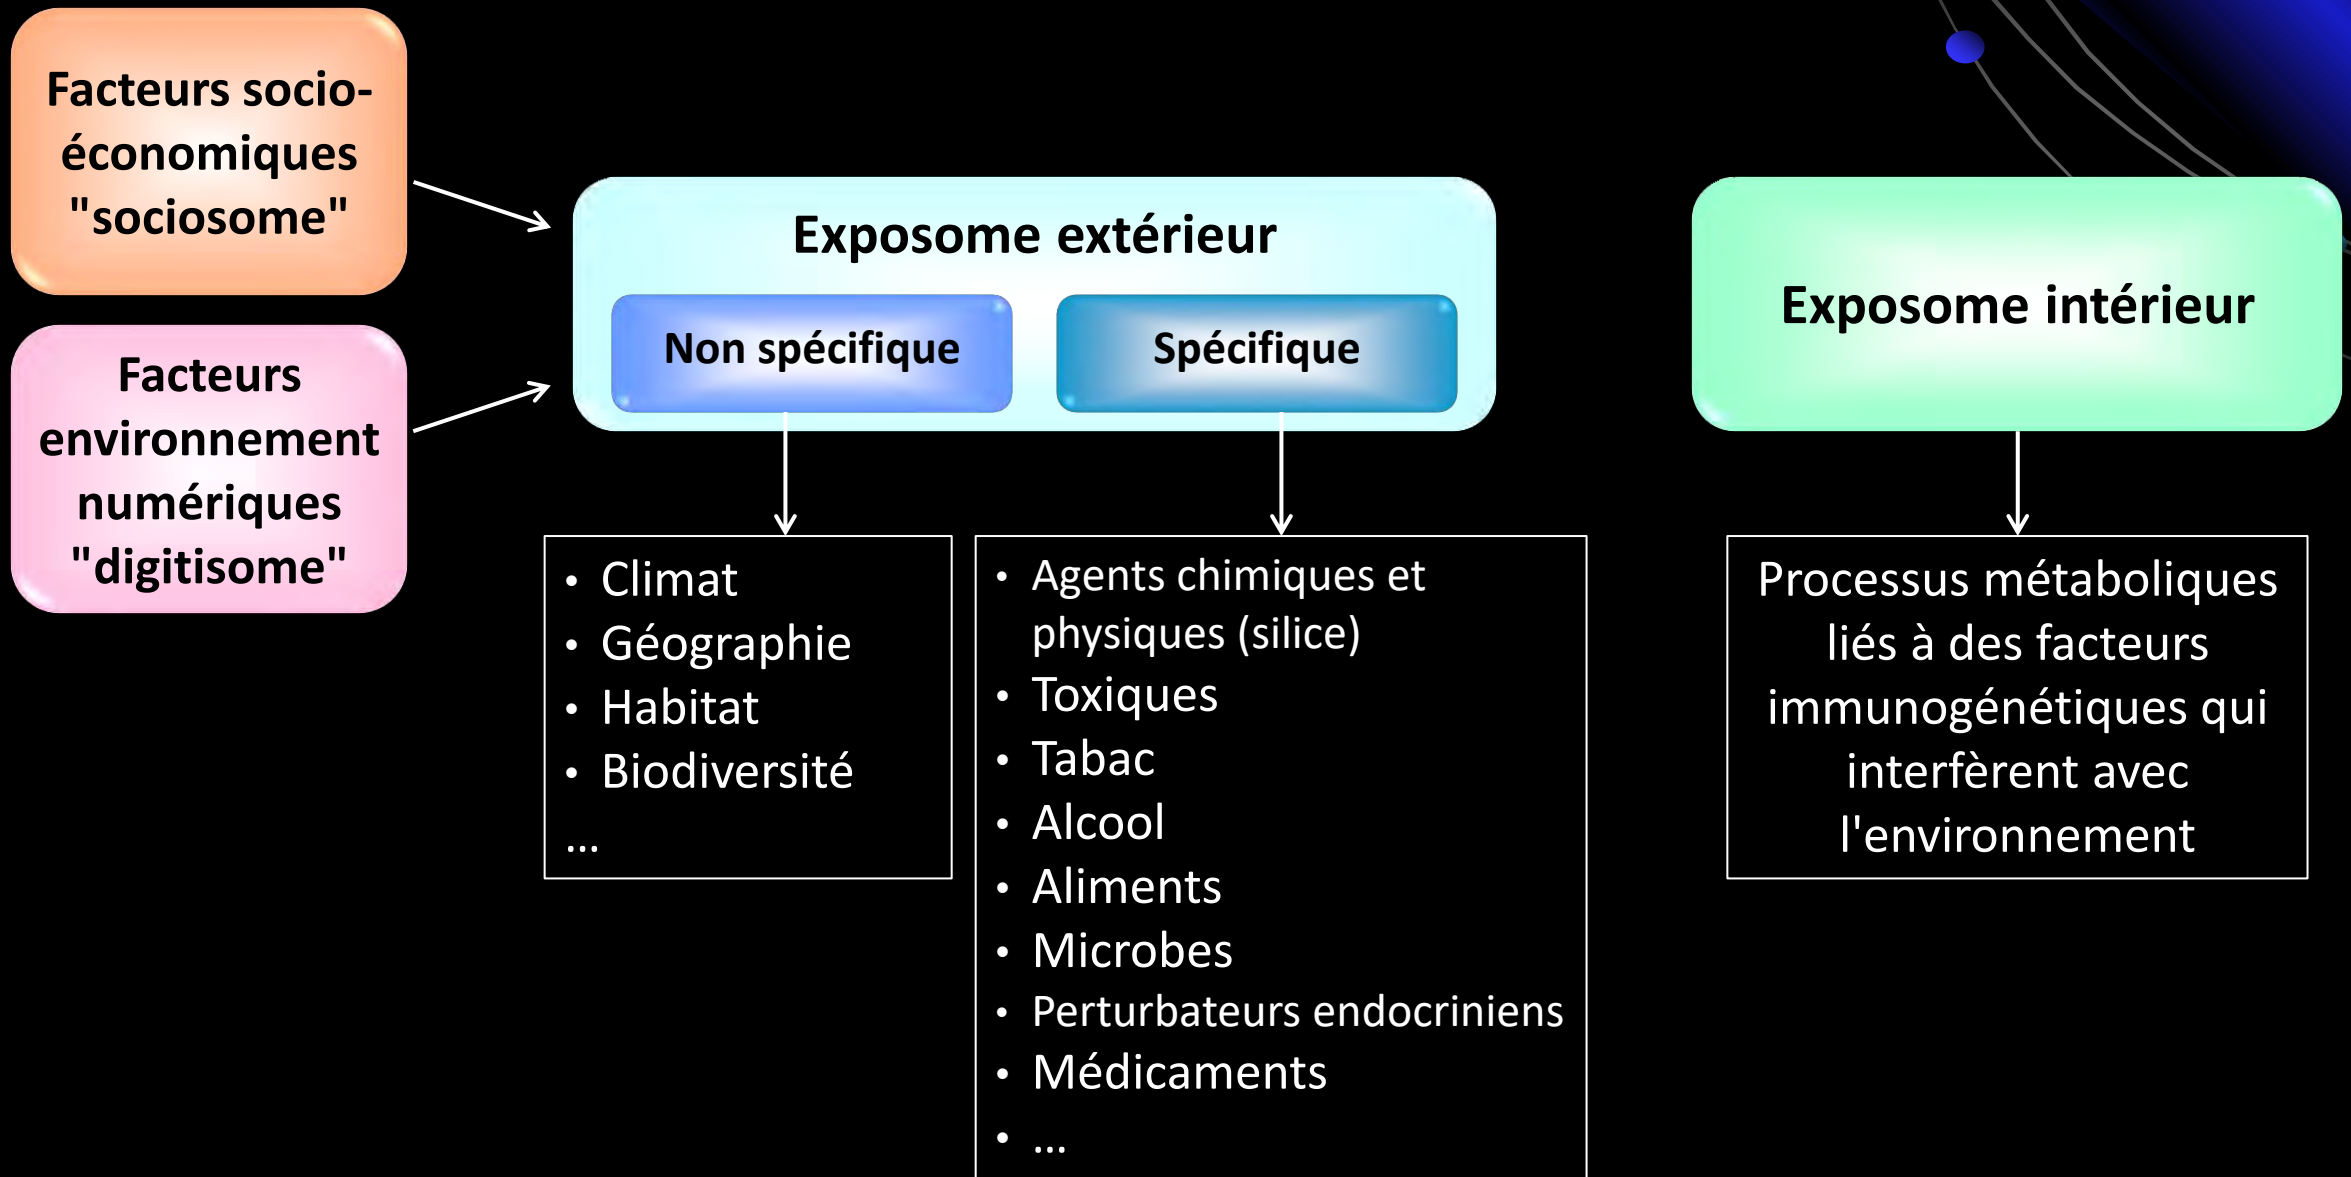 Facteurs socio-
économiques
"sociosome"
Facteurs
environnement
numériques
"digitisome"
Exposome extérieur
Non spécifique
Spécifique
• Climat
• Géographie
• Habitat
• Biodiversité
...
• Agents chimiques et
physiques (silice)
• Toxiques
• Tabac
• Alcool
• Aliments
• Microbes
• Perturbateurs endocriniens
• Médicaments
• ...
Exposome intérieur
Processus métaboliques
liés à des facteurs
immunogénétiques qui
interfèrent avec
l'environnement